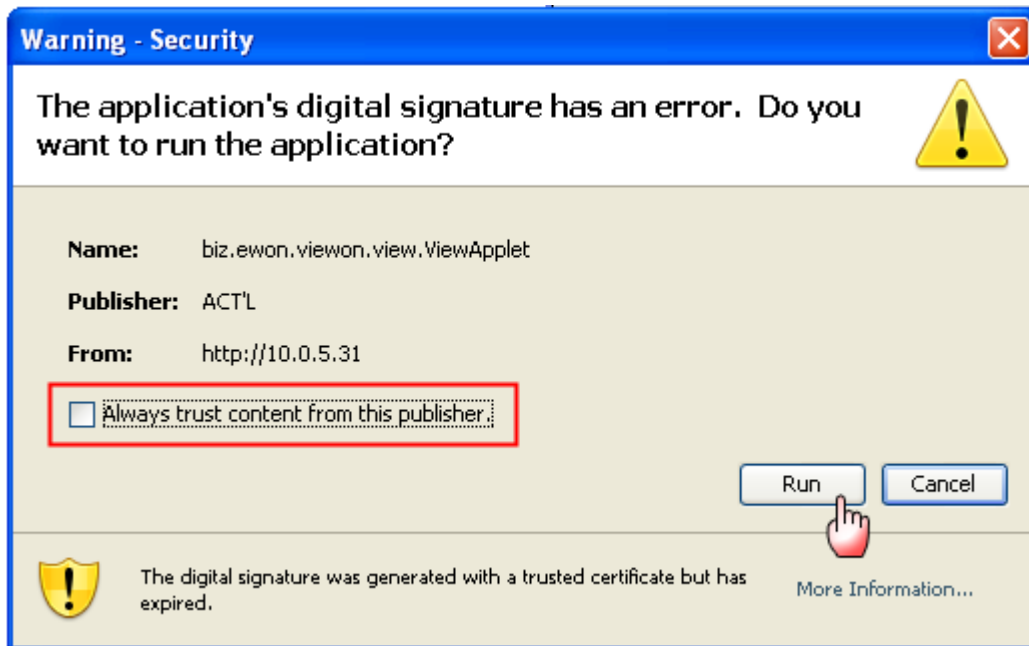 Warning - Security
The application's digital signature has an error. Do you
want to run the application?
Name: biz.ewon.viewon.view.ViewApplet
Publisher: ACT'L
From: http://10.0.5.31
Always trust content from this publisher.
Run Cancel
The digital signature was generated with a trusted certificate but has
expired.
More Information...